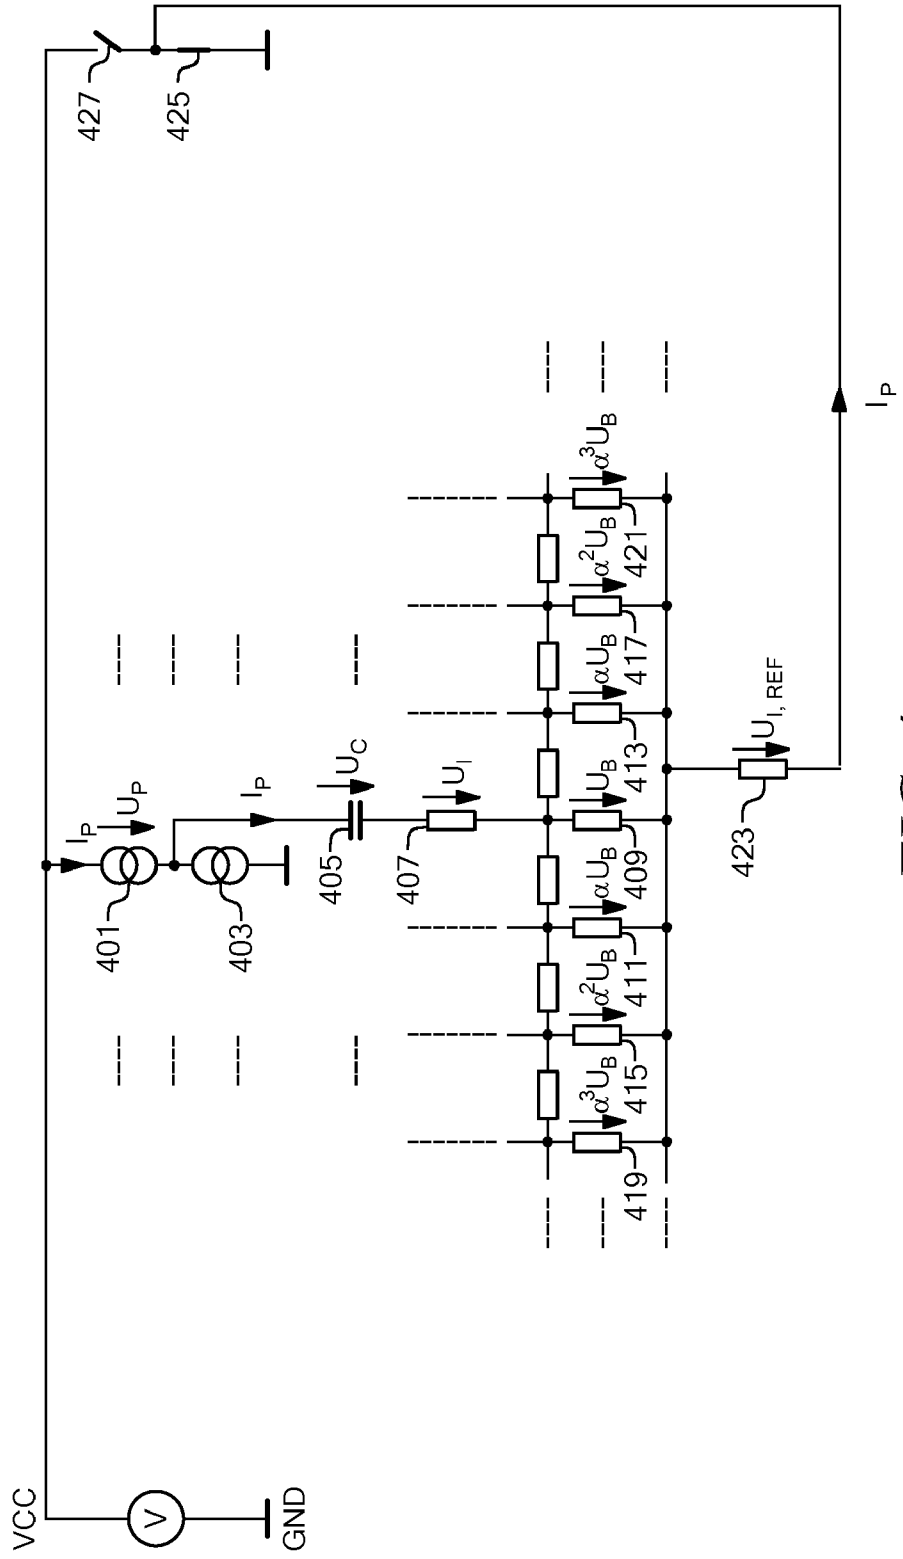 VCC
V
GND
427
425
I_P
U_P
401
403
I_P
U_C
405
U_I
407
α³U_B
α²U_B
αU_B
U_B
αU_B
α²U_B
α³U_B
419
415
411
409
413
417
421
U_I, REF
423
I_P